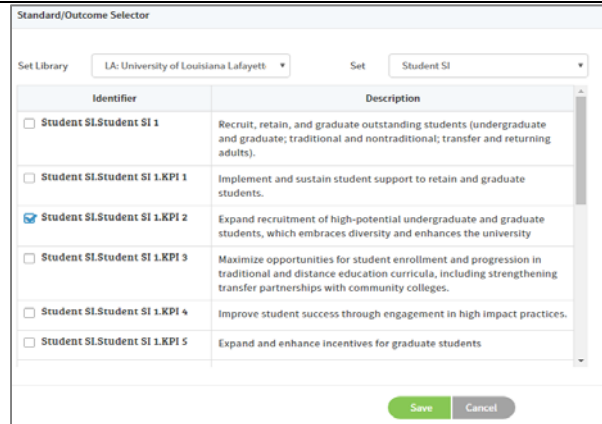 Standard/Outcome Selector
Set Library LA: University of Louisiana Lafayett Set Student SI
Identifier Description
Student SI.Student SI 1 Recruit, retain, and graduate outstanding students (undergraduate
and graduate; traditional and nontraditional; transfer and returning
adults).
Student SI.Student SI 1.KPI 1 Implement and sustain student support to retain and graduate
students.
Student SI.Student SI 1.KPI 2 Expand recruitment of high-potential undergraduate and graduate
students, which embraces diversity and enhances the university
Student SI.Student SI 1.KPI 3 Maximize opportunities for student enrollment and progression in
traditional and distance education curricula, including strengthening
transfer partnerships with community colleges.
Student SI.Student SI 1.KPI 4 Improve student success through engagement in high impact practices.
Student SI.Student SI 1.KPI 5 Expand and enhance incentives for graduate students
Save Cancel